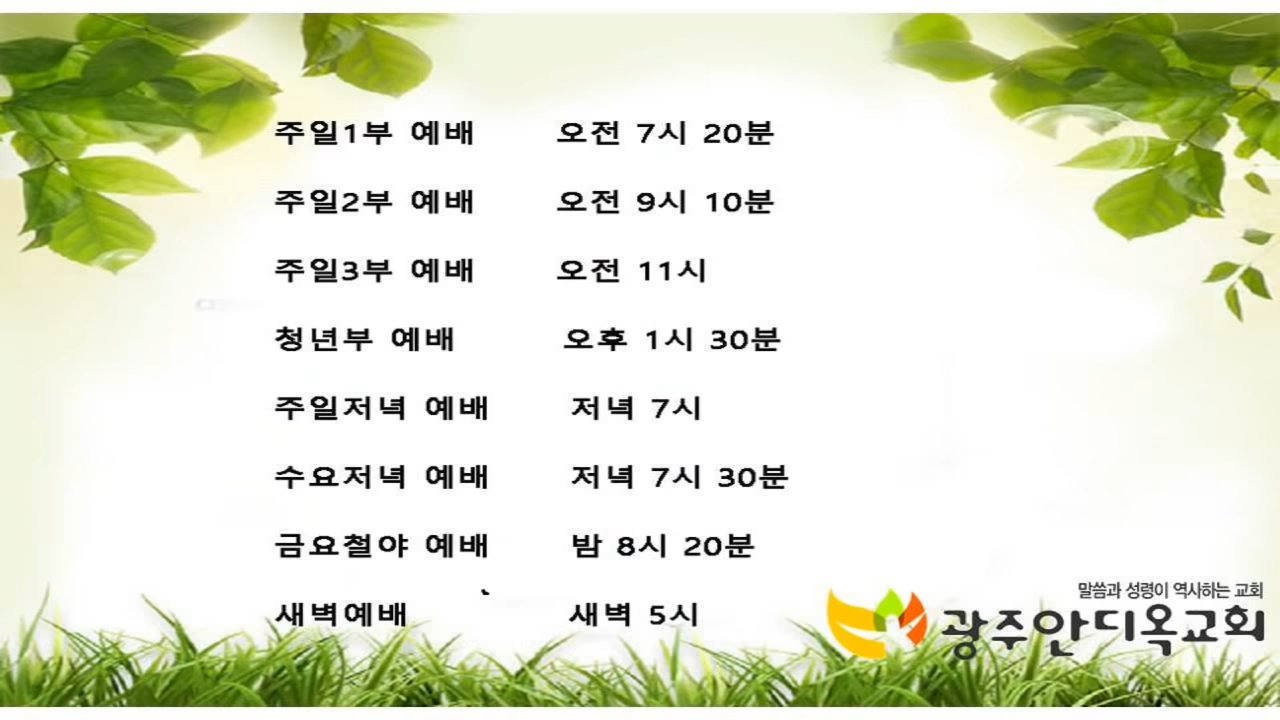 주일1부 예배 오전 7시 20분
주일2부 예배 오전 9시 10분
주일3부 예배 오전 11시
청년부 예배 오후 1시 30분
주일저녁 예배 저녁 7시
수요저녁 예배 저녁 7시 30분
금요철야 예배 밤 8시 20분
새벽예배 새벽 5시
말씀과 성령이 역사하는 교회
광주안디옥교회